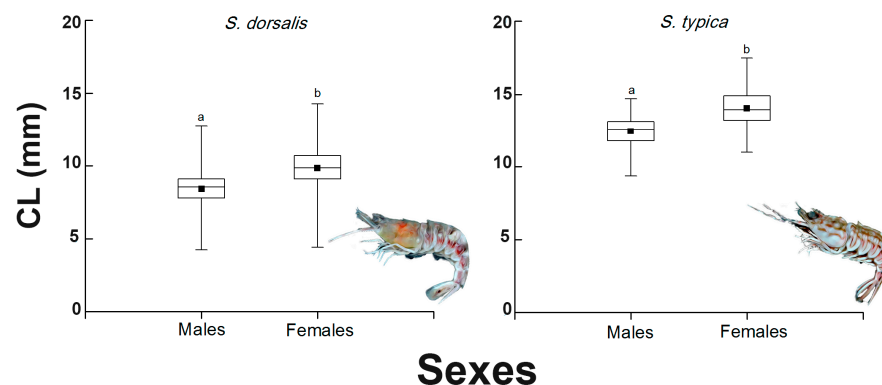 S. dorsalis
20
15
10
5
0
a
b
Males
Females
S. typica
20
15
10
5
0
a
b
Males
Females
CL (mm)
Sexes